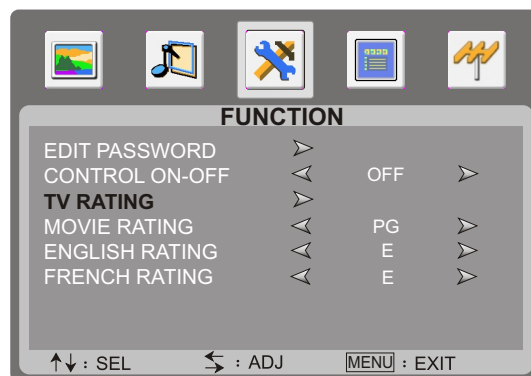 FUNCTION
EDIT PASSWORD
CONTROL ON-OFF OFF
TV RATING
MOVIE RATING PG
ENGLISH RATING E
FRENCH RATING E
: SEL : ADJ MENU : EXIT